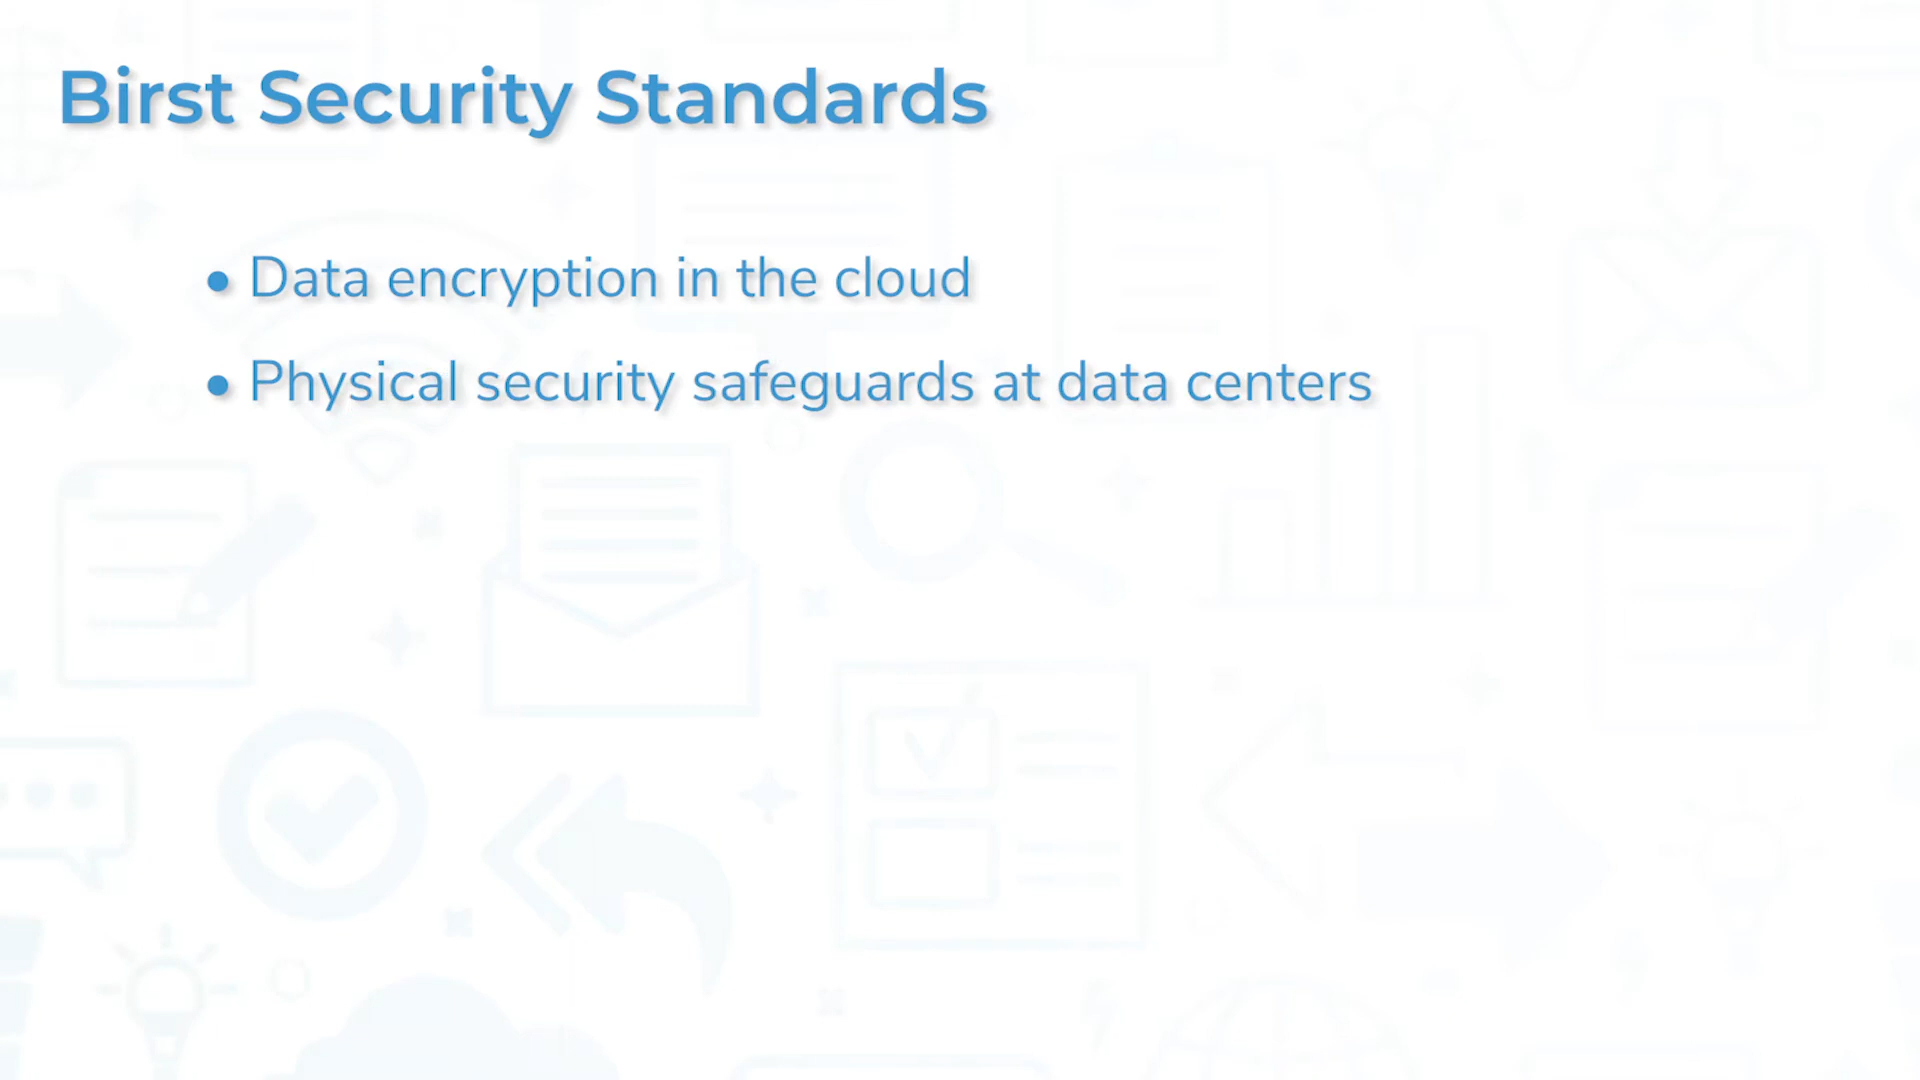 Birst Security Standards
• Data encryption in the cloud
• Physical security safeguards at data centers